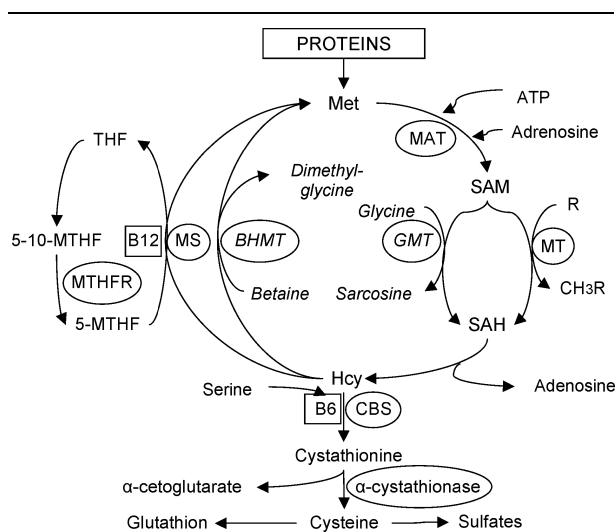 PROTEINS
Met
ATP
THF
MAT
Adrenosine
Dimethyl-
glycine
SAM
Glycine
R
5-10-MTHF
B12
MS
BHMT
GMT
MT
MTHFR
Betaine
Sarcosine
CH3R
5-MTHF
SAH
Hcy
Adenosine
Serine
B6
CBS
Cystathionine
α-cetoglutarate
α-cystathionase
Glutathion
Cysteine
Sulfates